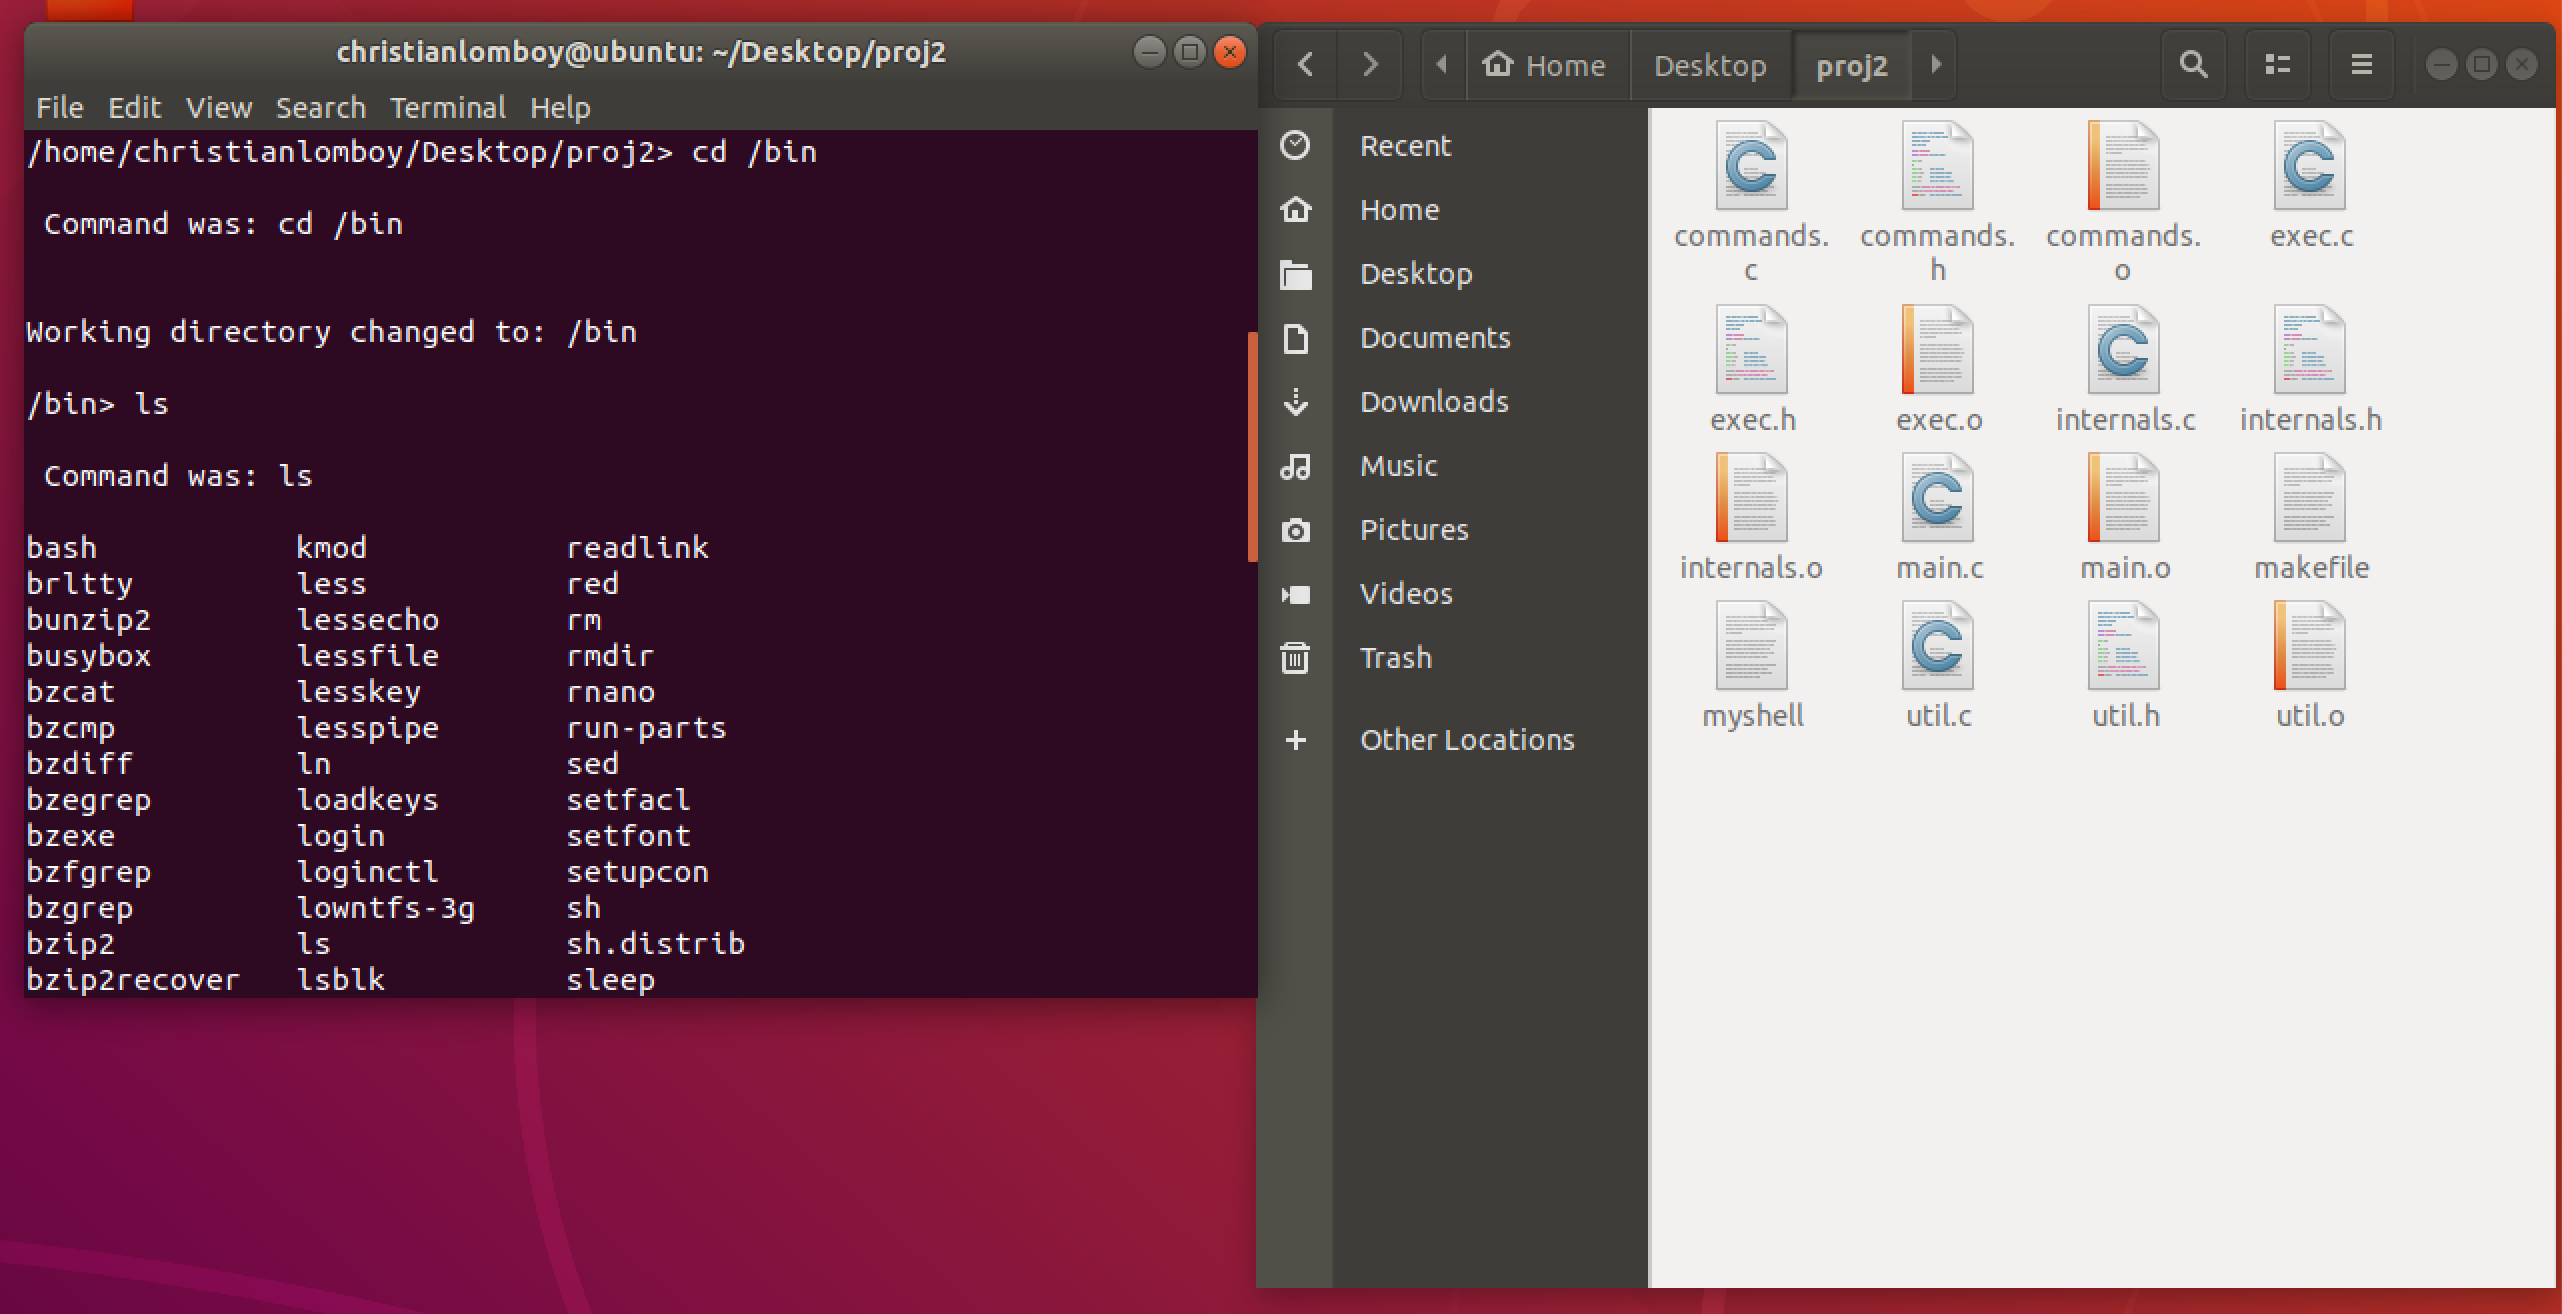 christianlomboy@ubuntu: ~/Desktop/proj2
File Edit View Search Terminal Help
/home/christianlomboy/Desktop/proj2> cd /bin
Command was: cd /bin
Working directory changed to: /bin
/bin> ls
Command was: ls
bash kmod readlink
brltty less red
bunzip2 lessecho rm
busybox lessfile rmdir
bzcat lesskey rnano
bzcmp lesspipe run-parts
bzdiff ln sed
bzegrep loadkeys setfacl
bzexe login setfont
bzfgrep loginctl setupcon
bzgrep lowntfs-3g sh
bzip2 ls sh.distrib
bzip2recover lsblk sleep
Home Desktop proj2
Recent
Home
Desktop
Documents
Downloads
Music
Pictures
Videos
Trash
Other Locations
commands.
c
commands.
h
commands.
o
exec.c
exec.h exec.o internals.c internals.h
internals.o main.c main.o makefile
myshell util.c util.h util.o